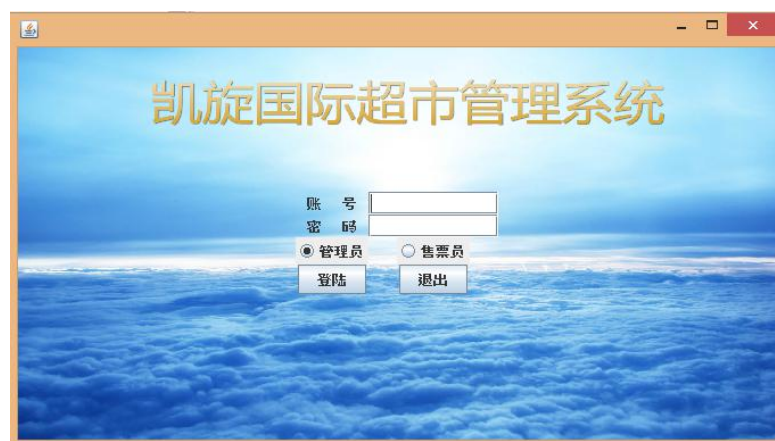 凯旋国际超市管理系统
账 号
密 码
管理员 售票员
登陆 退出